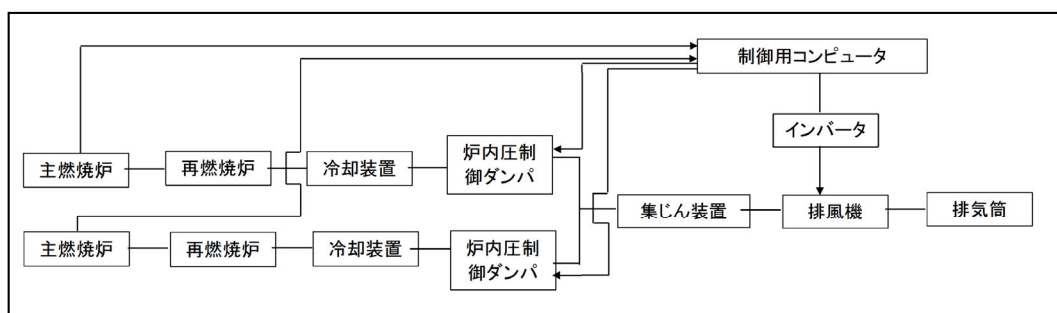 制御用コンピュータ
インバータ
主燃焼炉
再燃焼炉
冷却装置
炉内圧制
御ダンパ
集じん装置
排風機
排気筒
主燃焼炉
再燃焼炉
冷却装置
炉内圧制
御ダンパ